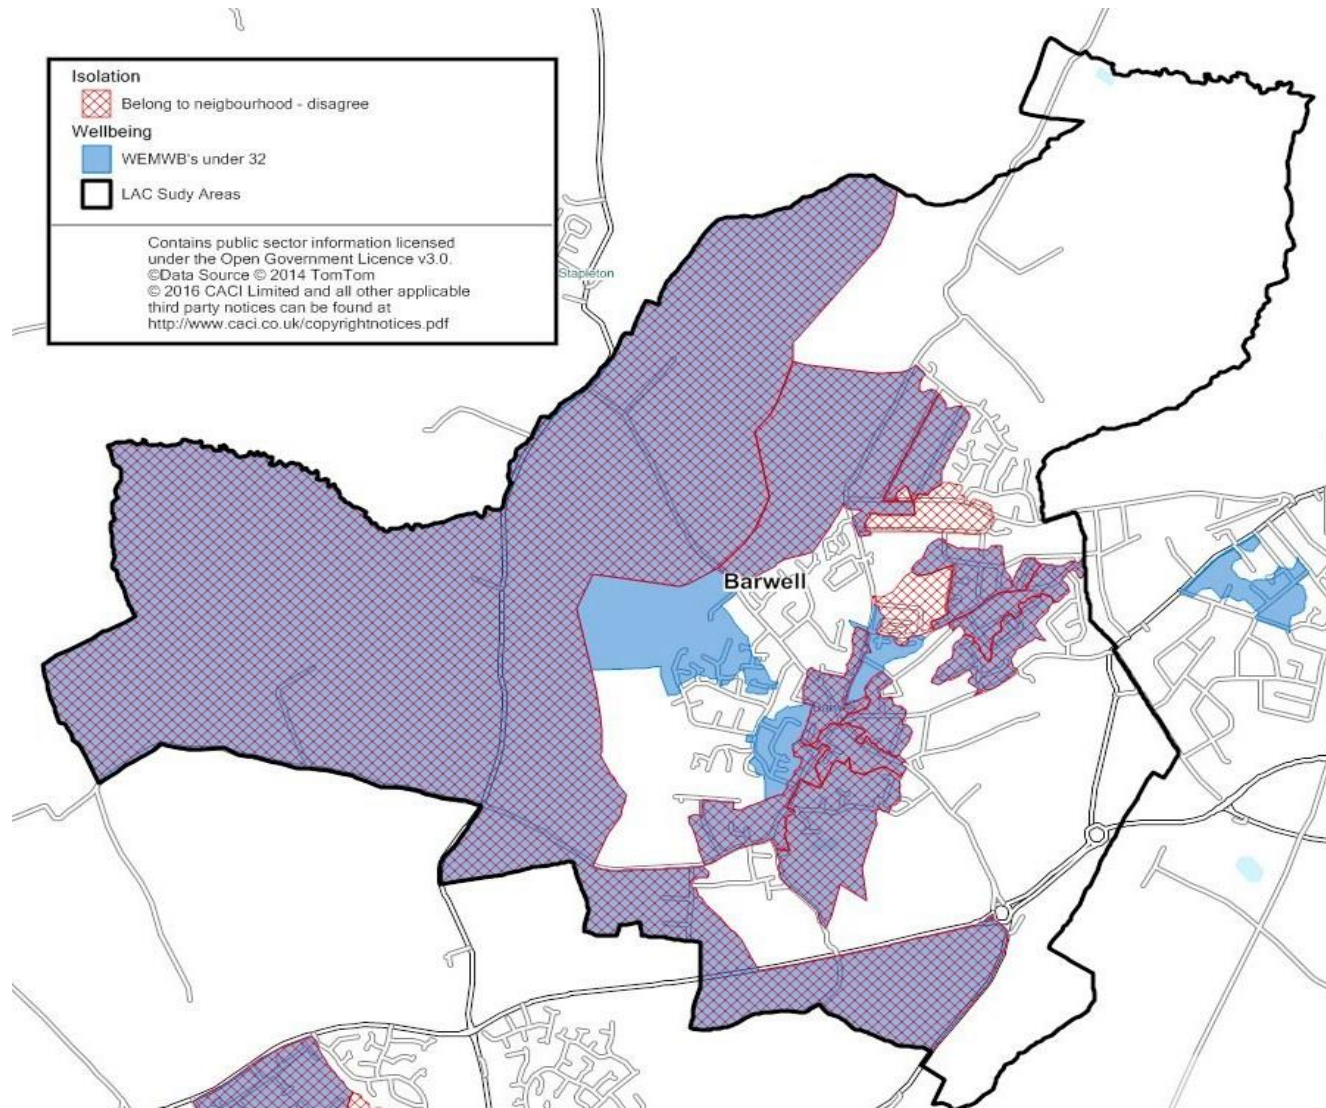 Isolation
Belong to neigbourhood - disagree
Wellbeing
WEMWB's under 32
LAC Sudy Areas
Contains public sector information licensed
under the Open Government Licence v3.0.
©Data Source © 2014 TomTom
© 2016 CACI Limited and all other applicable
third party notices can be found at
http://www.caci.co.uk/copyrightnotices.pdf
Stapleton
Barwell
Barwell